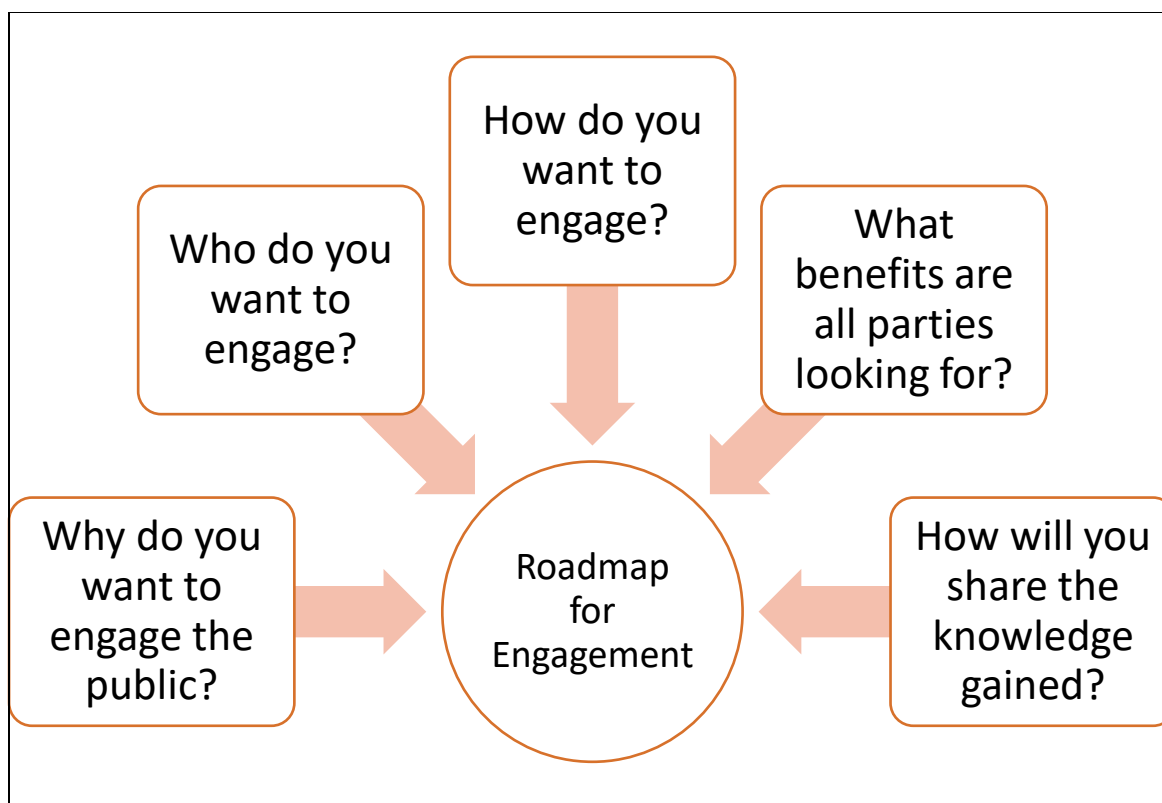 Why do you
want to
engage the
public?
Who do you
want to
engage?
How do you
want to
engage?
What
benefits are
all parties
looking for?
How will you
share the
knowledge
gained?
Roadmap
for
Engagement